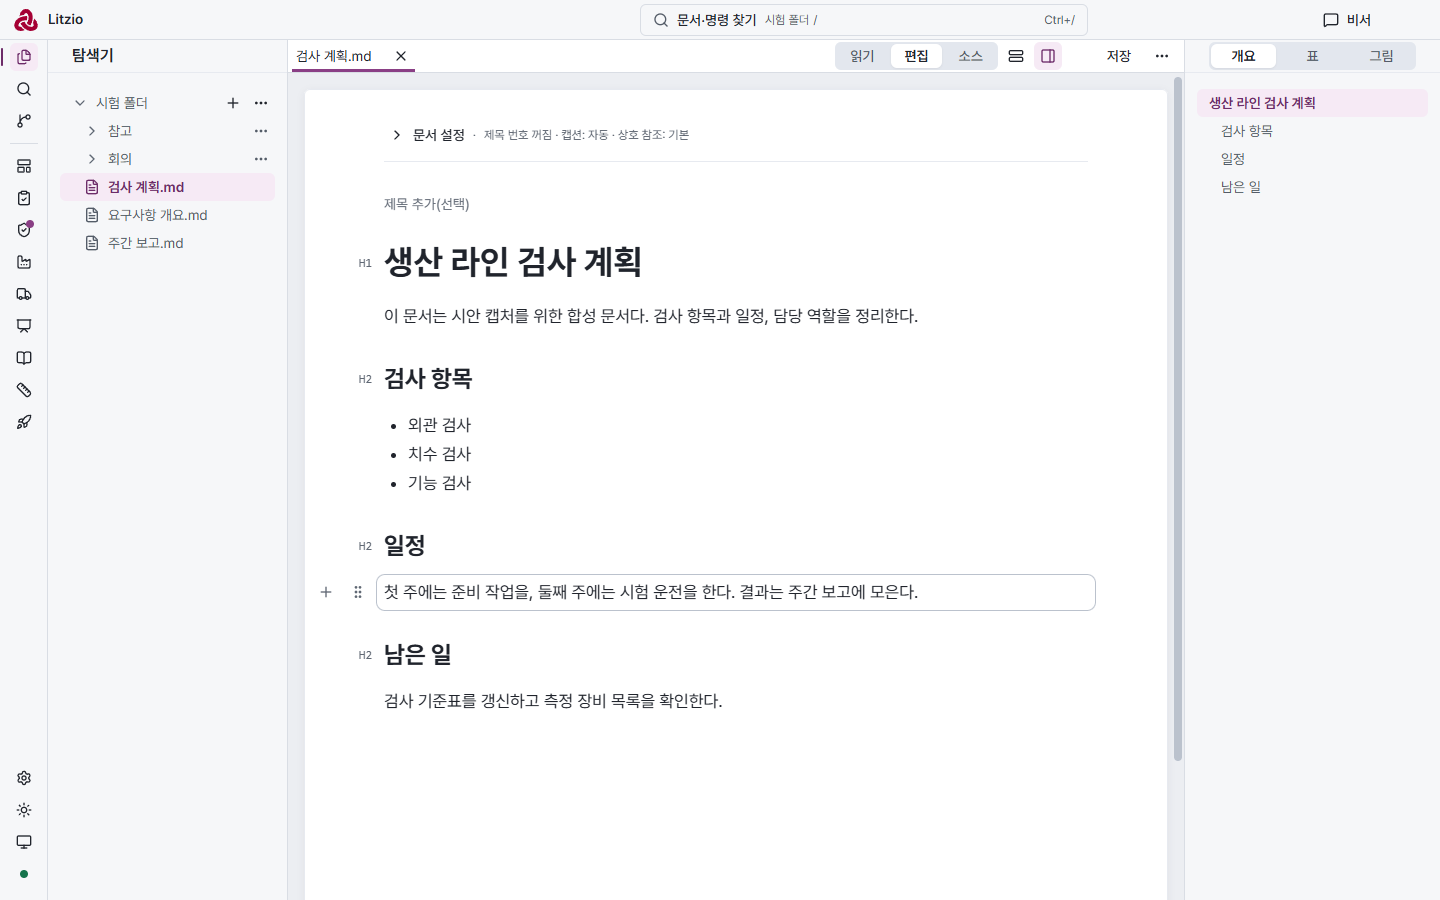 Litzio
문서·명령 찾기 시험 폴더 / Ctrl+/
비서
탐색기
시험 폴더
참고
회의
검사 계획.md
요구사항 개요.md
주간 보고.md
검사 계획.md
읽기 편집 소스
저장
문서 설정 · 제목 번호 꺼짐 · 캡션: 자동 · 상호 참조: 기본
제목 추가(선택)
H1 생산 라인 검사 계획
이 문서는 시안 캡처를 위한 합성 문서다. 검사 항목과 일정, 담당 역할을 정리한다.
H2 검사 항목
외관 검사
치수 검사
기능 검사
H2 일정
첫 주에는 준비 작업을, 둘째 주에는 시험 운전을 한다. 결과는 주간 보고에 모은다.
H2 남은 일
검사 기준표를 갱신하고 측정 장비 목록을 확인한다.
개요 표 그림
생산 라인 검사 계획
검사 항목
일정
남은 일